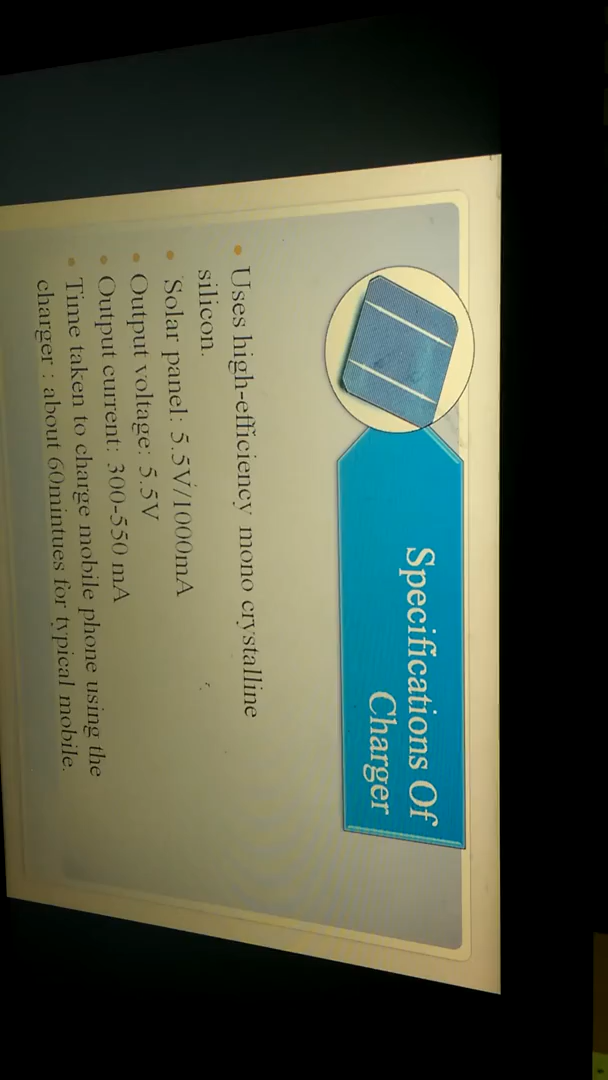 Specifications Of
Charger
• Uses high-efficiency mono crystalline
silicon.
• Solar panel: 5.5V/1000mA
• Output voltage: 5.5V
• Output current: 300-550 mA
• Time taken to charge mobile phone using the
charger : about 60mintues for typical mobile.